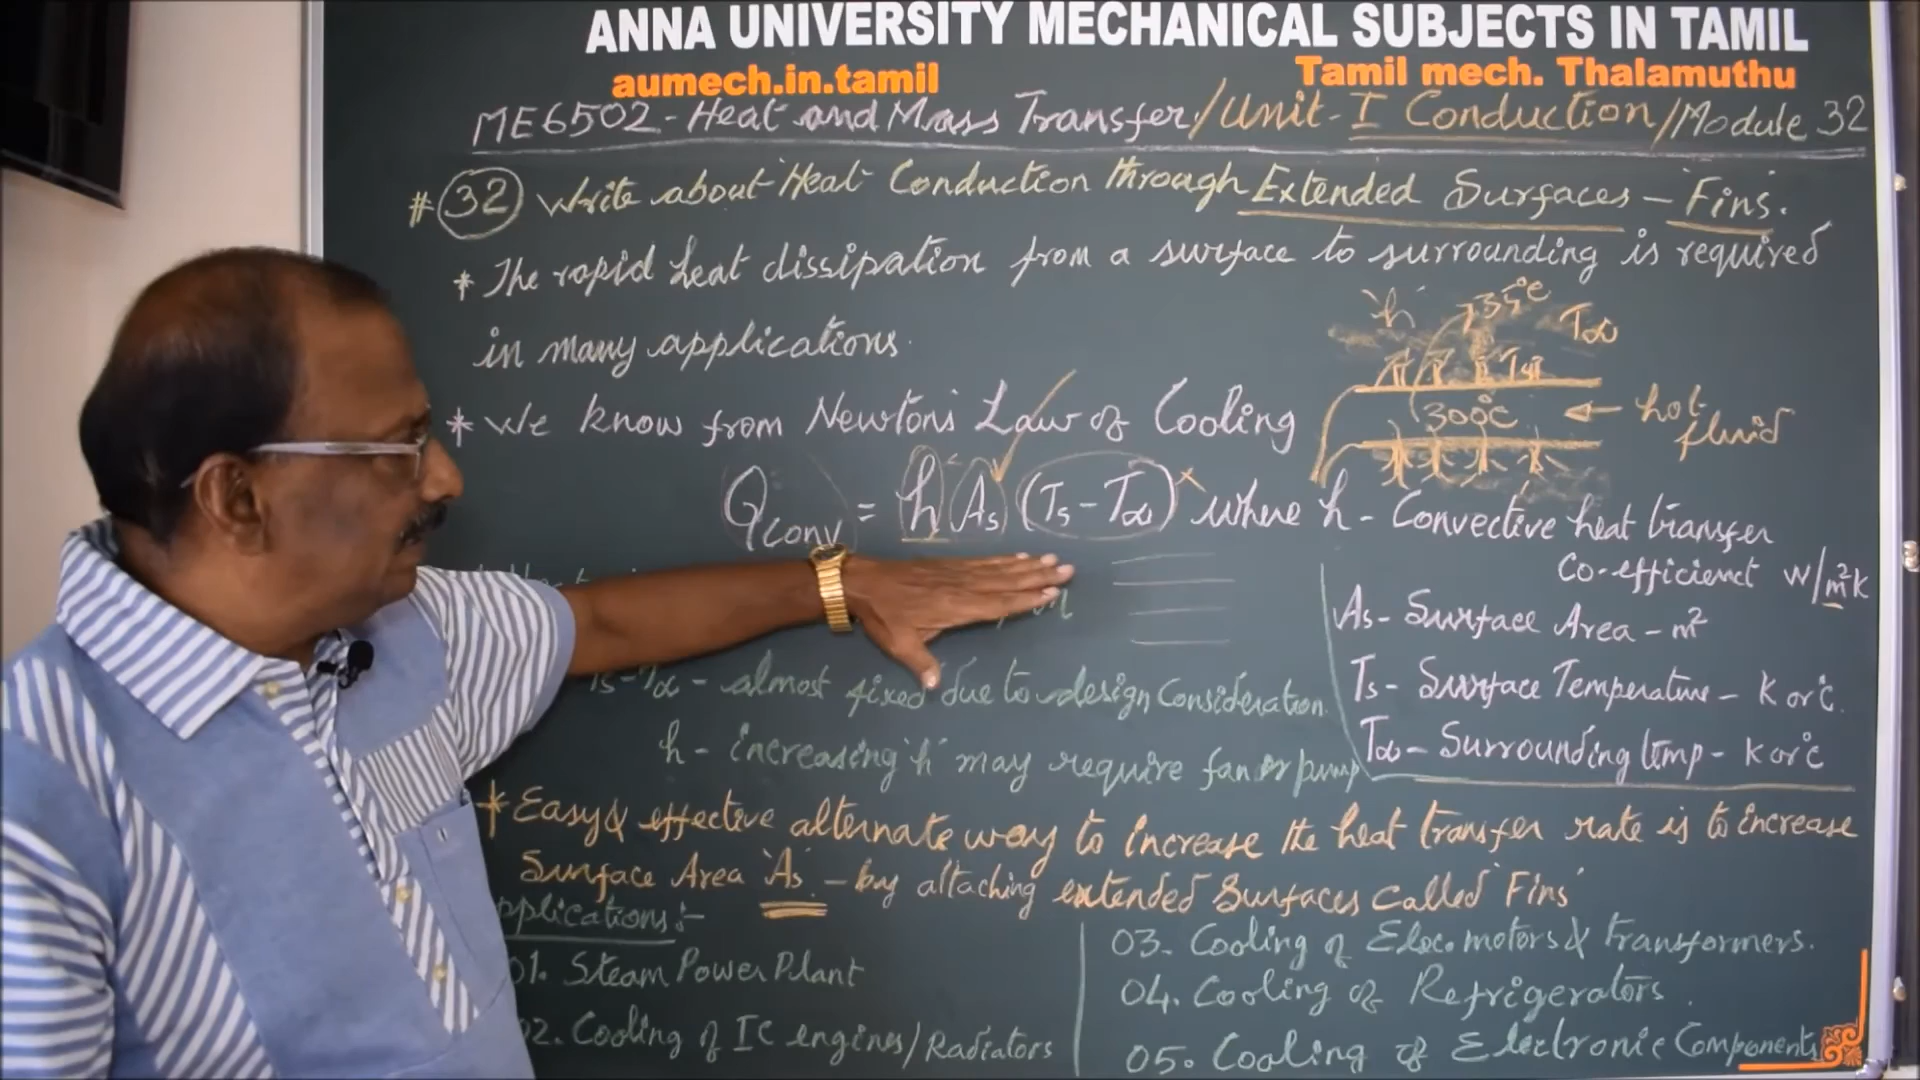 ANNA UNIVERSITY MECHANICAL SUBJECTS IN TAMIL
aumech.in.tamil
Tamil mech. Thalamuthu
ME6502-Heat and Mass Transfer/Unit-I Conduction/Module 32
# 32 Write about Heat Conduction through Extended Surfaces - 'Fins'.
* The rapid heat dissipation from a surface to surrounding is required
in many applications.
h 35°C T∞
300°C ← hot fluid
* We know from Newton's Law of Cooling
Qconv = h As (Ts - T∞) where h - Convective heat transfer
Co-efficienct W/m²K
As - Surface Area - m²
Ts - Surface Temperature - K or °C
T∞ - Surrounding temp - K or °C
Ts - T∞ - almost fixed due to design Consideration
h - increasing 'h' may require fan or pump
* Easy & effective alternate way to increase the heat transfer rate is to increase
Surface Area 'As' - by attaching extended Surfaces Called 'Fins'
pplications:-
01. Steam Power Plant
02. Cooling of IC engines/Radiators
03. Cooling of Elec. motors & transformers.
04. Cooling of Refrigerators.
05. Cooling of Electronic Components